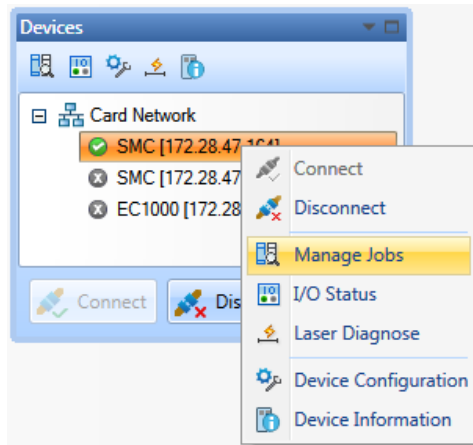 Devices
Card Network
SMC [172.28.47.164]
SMC [172.28.47
EC1000 [172.28
Connect
Disconnect
Manage Jobs
I/O Status
Laser Diagnose
Device Configuration
Device Information
Connect
Dis